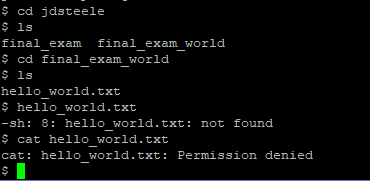 $ cd jdsteele
$ ls
final_exam  final_exam_world
$ cd final_exam_world
$ ls
hello_world.txt
$ hello_world.txt
-sh: 8: hello_world.txt: not found
$ cat hello_world.txt
cat: hello_world.txt: Permission denied
$